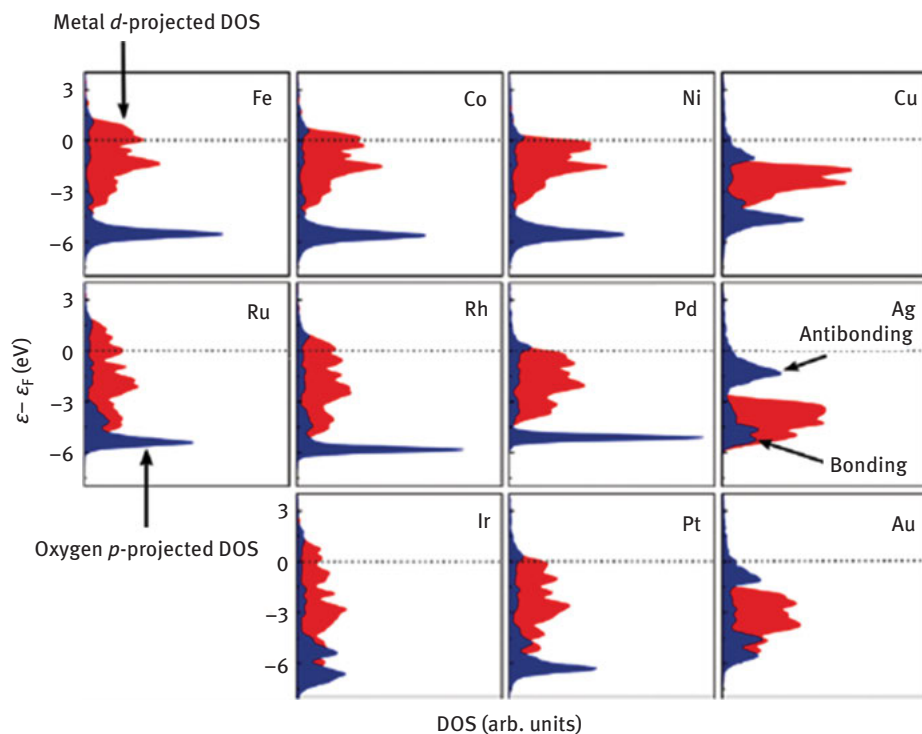 Metal d-projected DOS
Fe
Co
Ni
Cu
3
0
−3
−6
Ru
Rh
Pd
Ag
Antibonding
Bonding
3
0
−3
−6
ε− εF (eV)
Oxygen p-projected DOS
Ir
Pt
Au
3
0
−3
−6
DOS (arb. units)